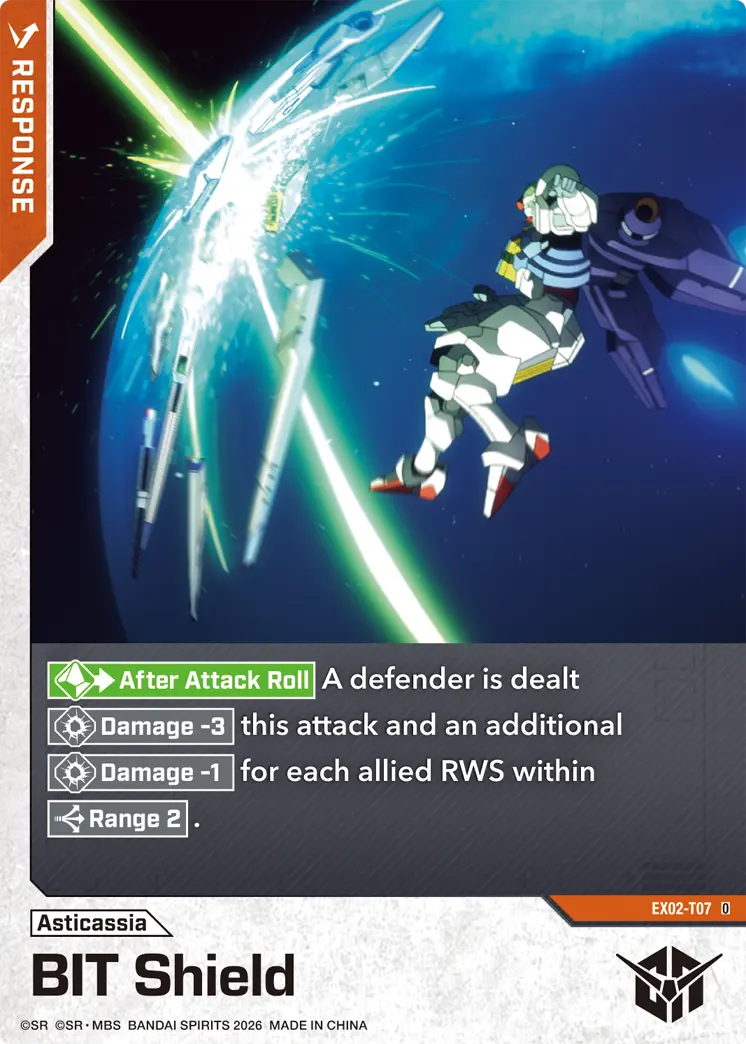 RESPONSE
After Attack Roll A defender is dealt
Damage -3 this attack and an additional
Damage -1 for each allied RWS within
Range 2 .
EX02-T07 0
Asticassia
BIT Shield
©SR ©SR・MBS BANDAI SPIRITS 2026 MADE IN CHINA